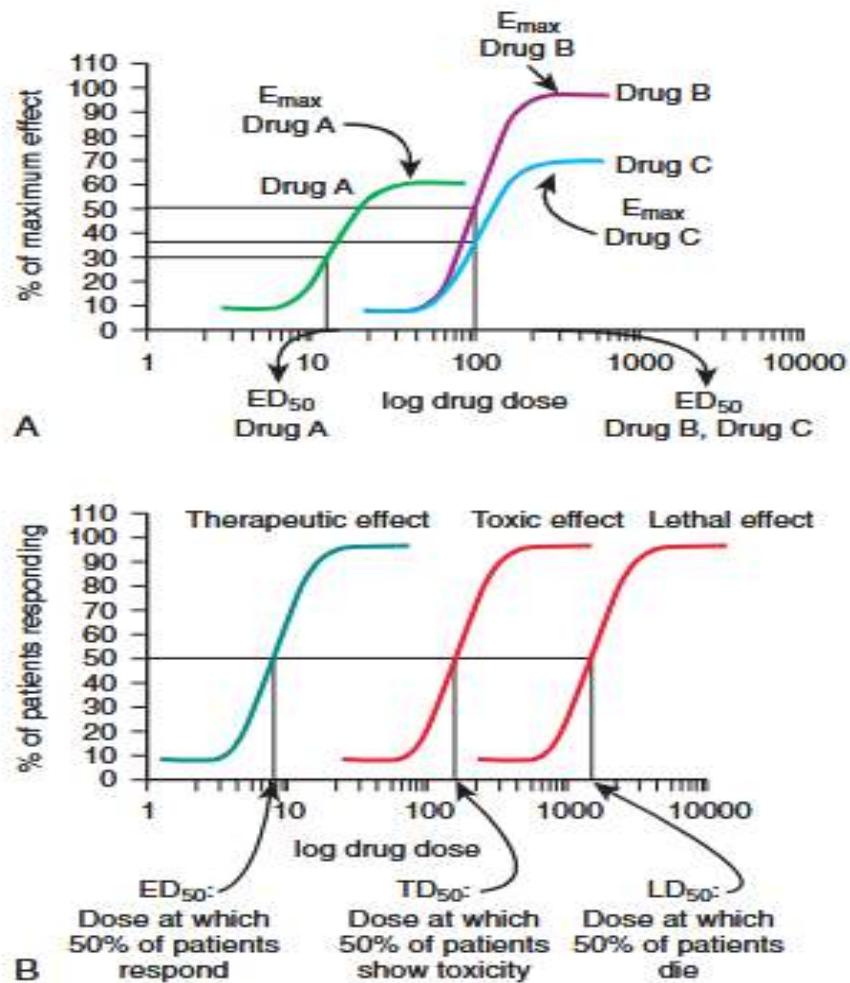 Emax
Drug B
110
100
90
80
70
60
50
40
30
20
10
0
% of maximum effect
Emax
Drug A
Drug A
Drug B
Drug C
Emax
Drug C
1
10
100
1000
10000
ED50
Drug A
log drug dose
ED50
Drug B, Drug C
A
110
100
90
80
70
60
50
40
30
20
10
0
% of patients responding
Therapeutic effect
Toxic effect
Lethal effect
1
10
100
1000
10000
log drug dose
ED50:
Dose at which
50% of patients
respond
TD50:
Dose at which
50% of patients
show toxicity
LD50:
Dose at which
50% of patients
die
B